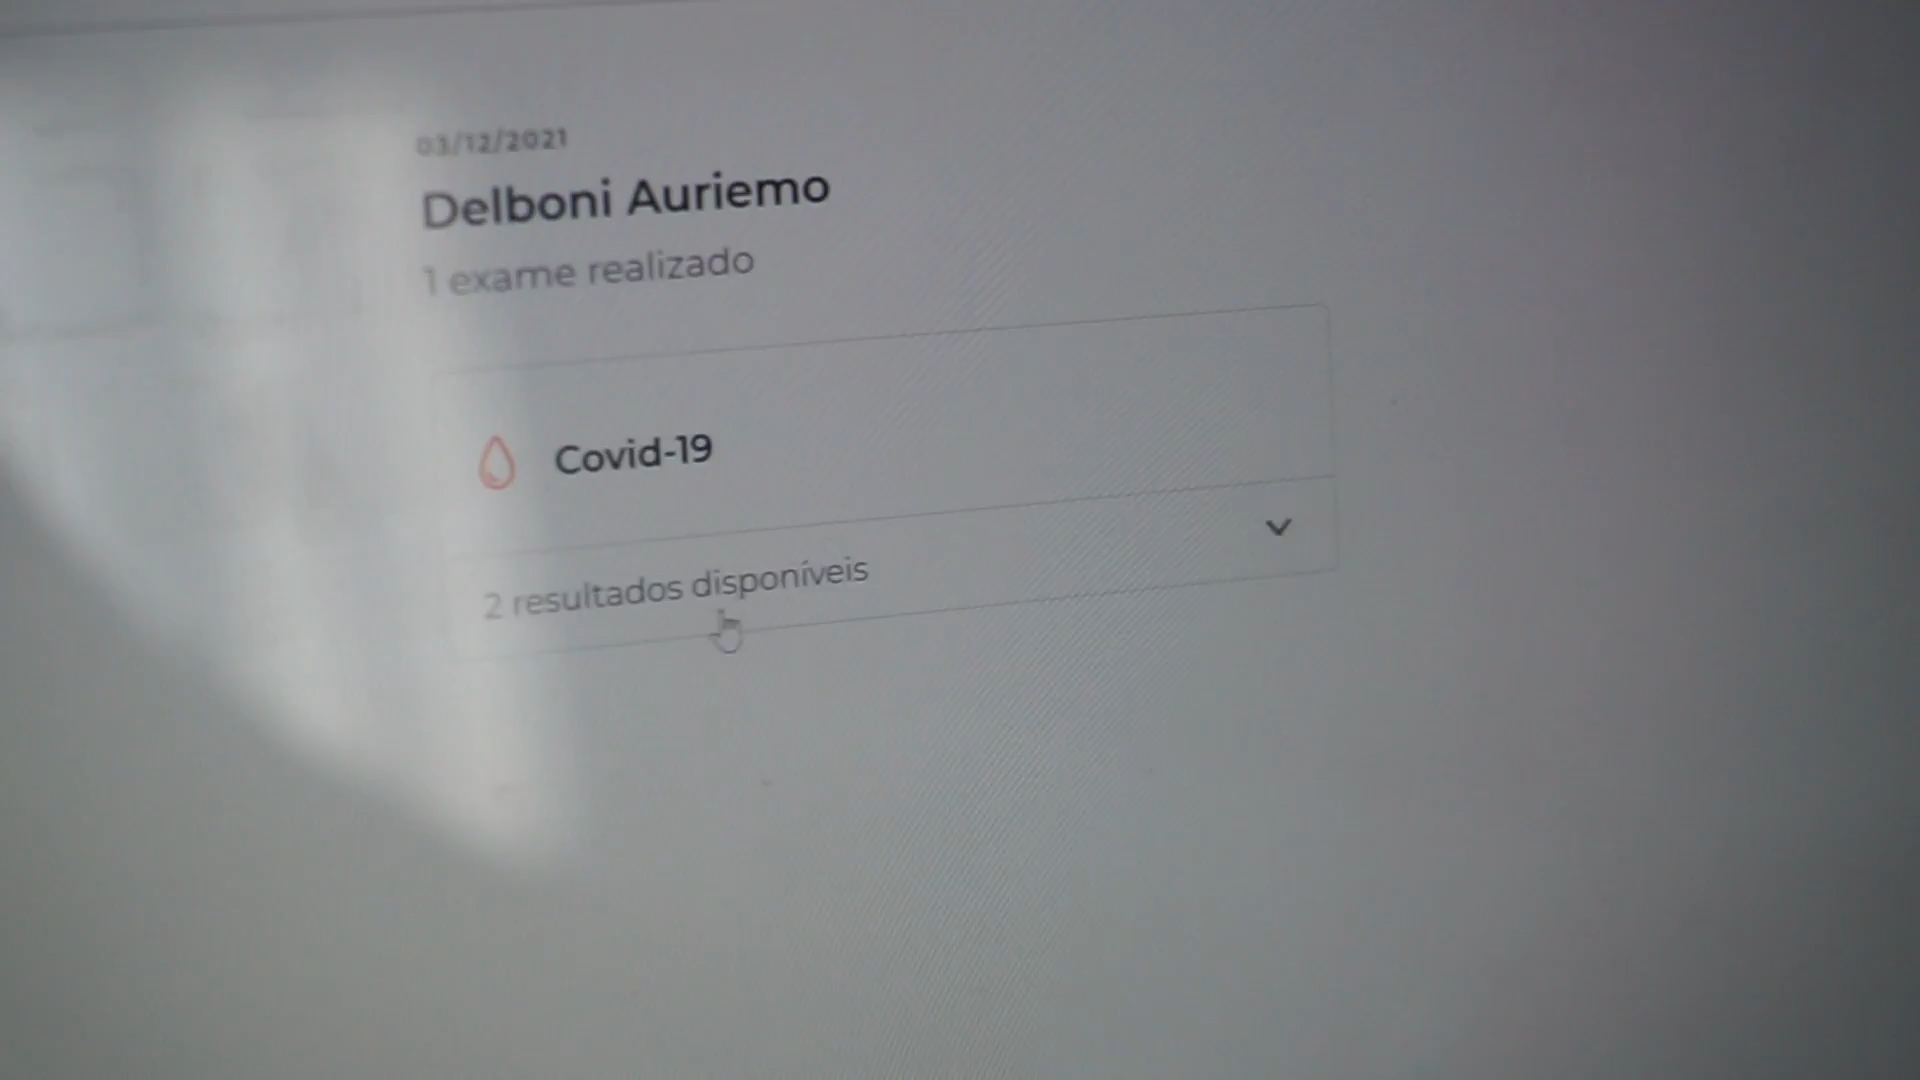 03/12/2021
Delboni Auriemo
1 exame realizado
Covid-19
2 resultados disponíveis